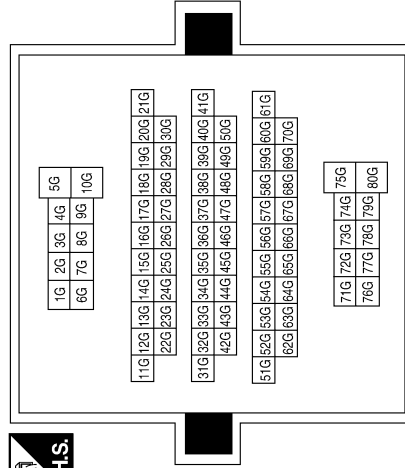 1G 2G 3G 4G 5G
6G 7G 8G 9G 10G
11G 12G 13G 14G 15G 16G 17G 18G 19G 20G 21G
22G 23G 24G 25G 26G 27G 28G 29G 30G
31G 32G 33G 34G 35G 36G 37G 38G 39G 40G 41G
42G 43G 44G 45G 46G 47G 48G 49G 50G
51G 52G 53G 54G 55G 56G 57G 58G 59G 60G 61G
62G 63G 64G 65G 66G 67G 68G 69G 70G
71G 72G 73G 74G 75G
76G 77G 78G 79G 80G
H.S.